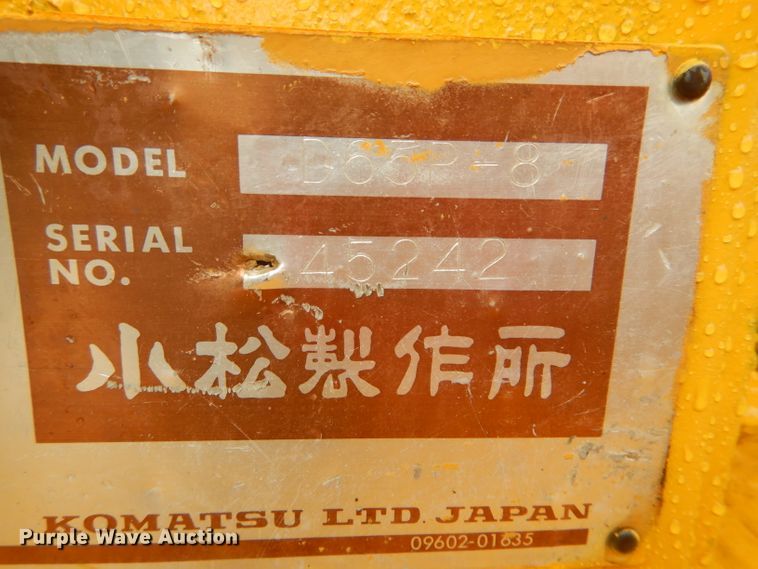 MODEL D65P-8
SERIAL NO. 45242
小松製作所
KOMATSU LTD. JAPAN
09602-01635
Purple Wave Auction